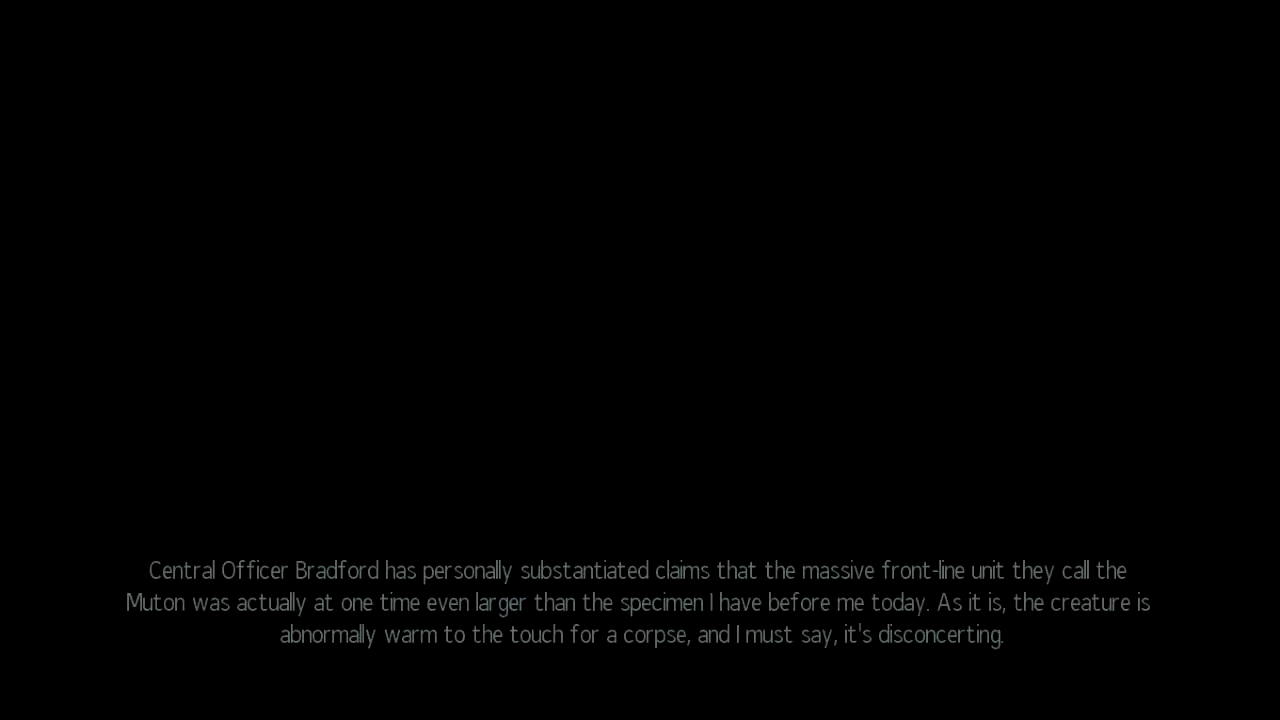 Central Officer Bradford has personally substantiated claims that the massive front-line unit they call the
Muton was actually at one time even larger than the specimen I have before me today. As it is, the creature is
abnormally warm to the touch for a corpse, and I must say, it's disconcerting.